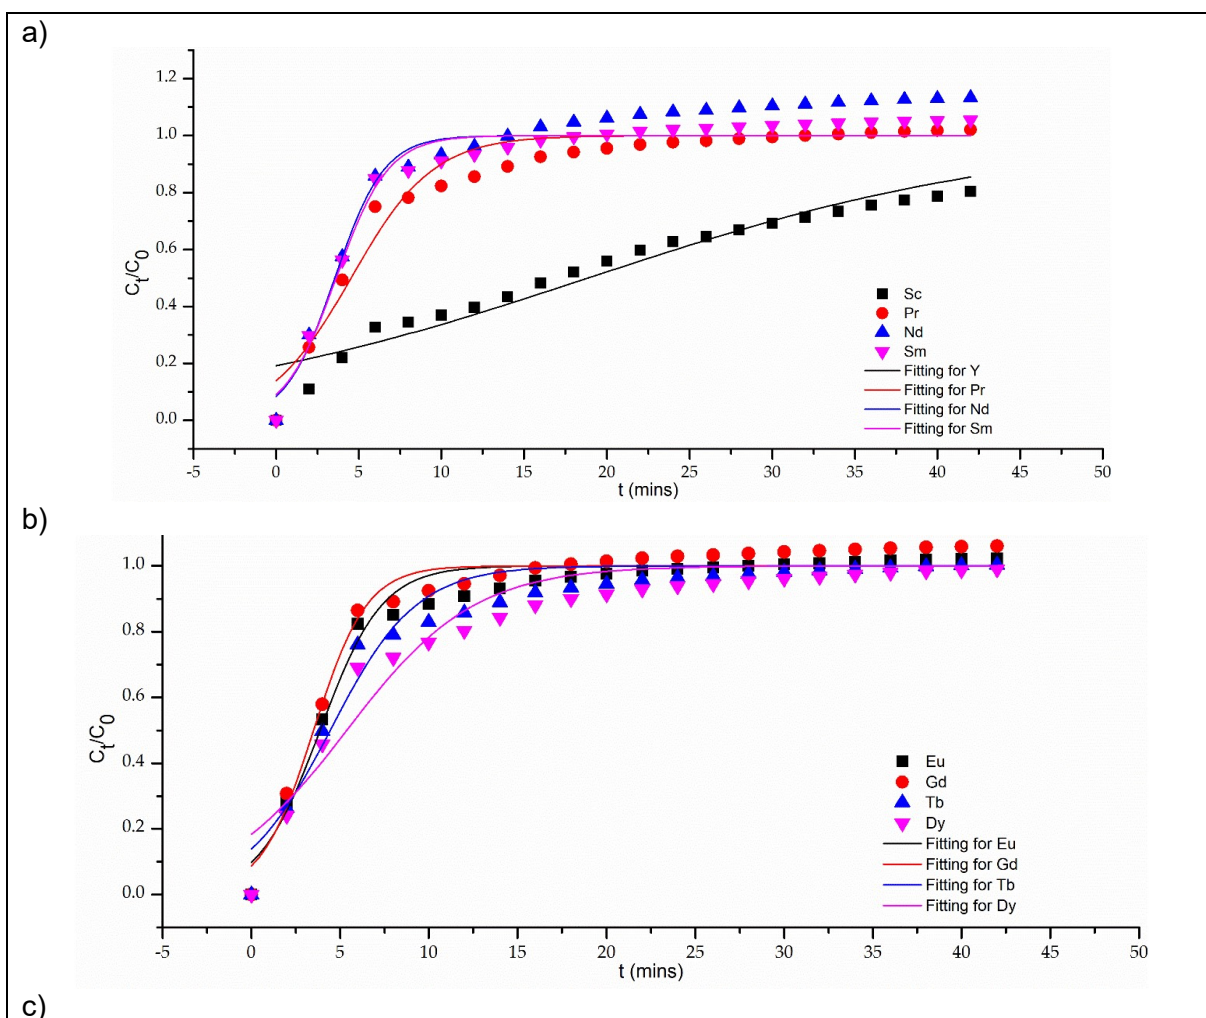 a)
1.2
1.0
0.8
0.6
0.4
0.2
0.0
Ct/C0
Sc
Pr
Nd
Sm
Fitting for Y
Fitting for Pr
Fitting for Nd
Fitting for Sm
-5 0 5 10 15 20 25 30 35 40 45 50
t (mins)
b)
1.0
0.8
0.6
0.4
0.2
0.0
Ct/C0
Eu
Gd
Tb
Dy
Fitting for Eu
Fitting for Gd
Fitting for Tb
Fitting for Dy
-5 0 5 10 15 20 25 30 35 40 45 50
t (mins)
c)